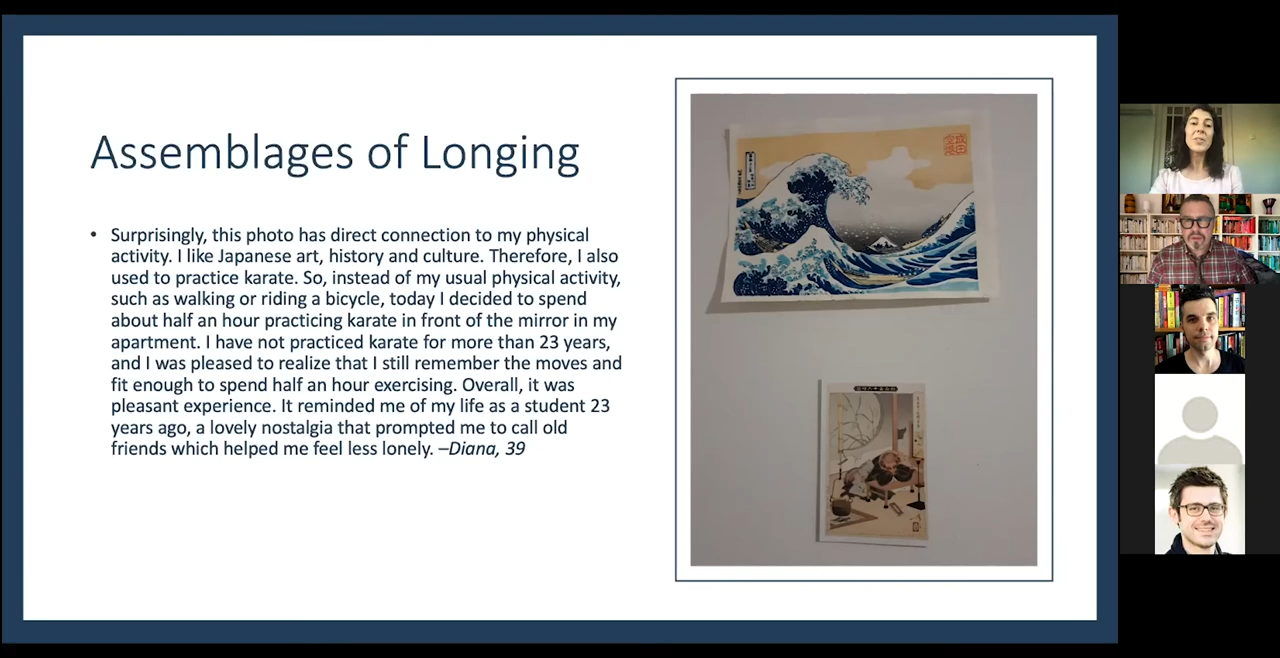 Assemblages of Longing
• Surprisingly, this photo has direct connection to my physical
activity. I like Japanese art, history and culture. Therefore, I also
used to practice karate. So, instead of my usual physical activity,
such as walking or riding a bicycle, today I decided to spend
about half an hour practicing karate in front of the mirror in my
apartment. I have not practiced karate for more than 23 years,
and I was pleased to realize that I still remember the moves and
fit enough to spend half an hour exercising. Overall, it was
pleasant experience. It reminded me of my life as a student 23
years ago, a lovely nostalgia that prompted me to call old
friends which helped me feel less lonely. –Diana, 39